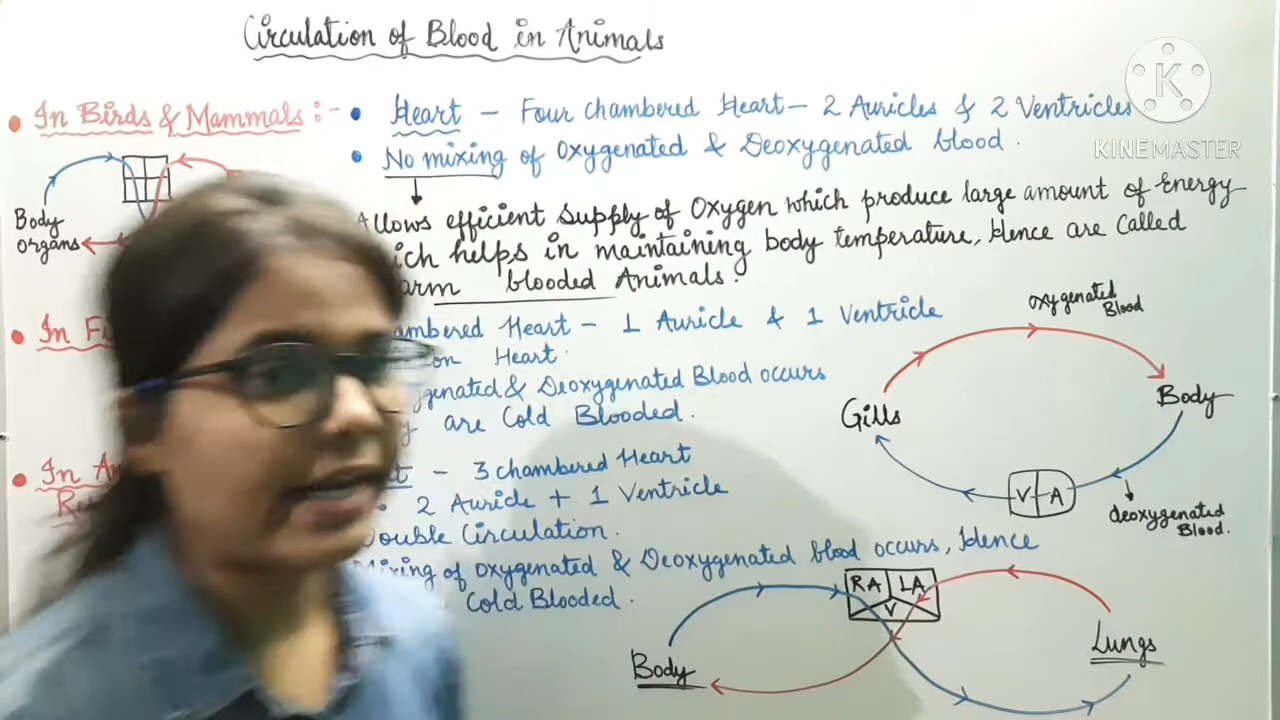 Circulation of Blood in Animals
K
KINEMASTER
In Birds & Mammals :-
• Heart - Four chambered Heart - 2 Auricles & 2 Ventricles
• No mixing of Oxygenated & Deoxygenated blood.
Allows efficient supply of Oxygen which produce large amount of Energy
helps in maintaining body temperature, Hence are Called
blooded Animals.
Body
organs
In
Heart - 1 Auricle & 1 Ventricle
Heart.
& Deoxygenated Blood occurs
are Cold Blooded.
oxygenated
Blood
Gills
Body
V A
deoxygenated
Blood.
In
- 3 chambered Heart
2 Auricle + 1 Ventricle
Double Circulation.
of oxygenated & Deoxygenated blood occurs, Hence
Cold Blooded.
RA LA
V
Body
Lungs